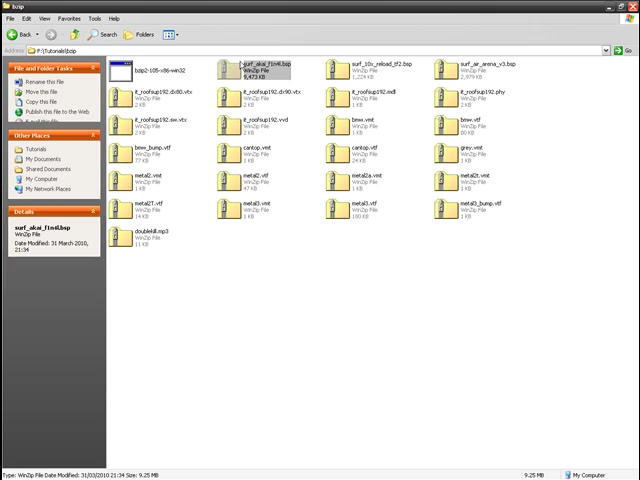 bzip
File Edit View Favorites Tools Help
Back Search Folders
Address F:\Tutorials\bzip Go
File and Folder Tasks
Rename this file
Move this file
Copy this file
Publish this file to the Web
Other Places
Tutorials
My Documents
Shared Documents
My Computer
My Network Places
Details
surf_akai_f1n4l.bsp
WinZip File
Date Modified: 31 March, 2010,
21:34
bzip2-105-x86-win32
surf_akai_f1n4l.bsp
WinZip File
9,473 KB
surf_10x_reload_tf2.bsp
WinZip File
1,224 KB
surf_air_arena_v3.bsp
WinZip File
2,979 KB
it_roofsup192.dx80.vtx
WinZip File
2 KB
it_roofsup192.dx90.vtx
WinZip File
2 KB
it_roofsup192.mdl
WinZip File
1 KB
it_roofsup192.phy
WinZip File
2 KB
it_roofsup192.sw.vtx
WinZip File
2 KB
it_roofsup192.vvd
WinZip File
2 KB
bmw.vmt
WinZip File
1 KB
bmw.vtf
WinZip File
80 KB
bmw_bump.vtf
WinZip File
77 KB
cantop.vmt
WinZip File
1 KB
cantop.vtf
WinZip File
24 KB
grey.vmt
WinZip File
1 KB
metal2.vmt
WinZip File
1 KB
metal2.vtf
WinZip File
47 KB
metal2a.vmt
WinZip File
1 KB
metal2t.vmt
WinZip File
1 KB
metal2T.vtf
WinZip File
14 KB
metal3.vmt
WinZip File
1 KB
metal3.vtf
WinZip File
160 KB
metal3_bump.vtf
WinZip File
doublekill.mp3
WinZip File
11 KB
Type: WinZip File Date Modified: 31/03/2010 21:34 Size: 9.25 MB 9.25 MB My Computer